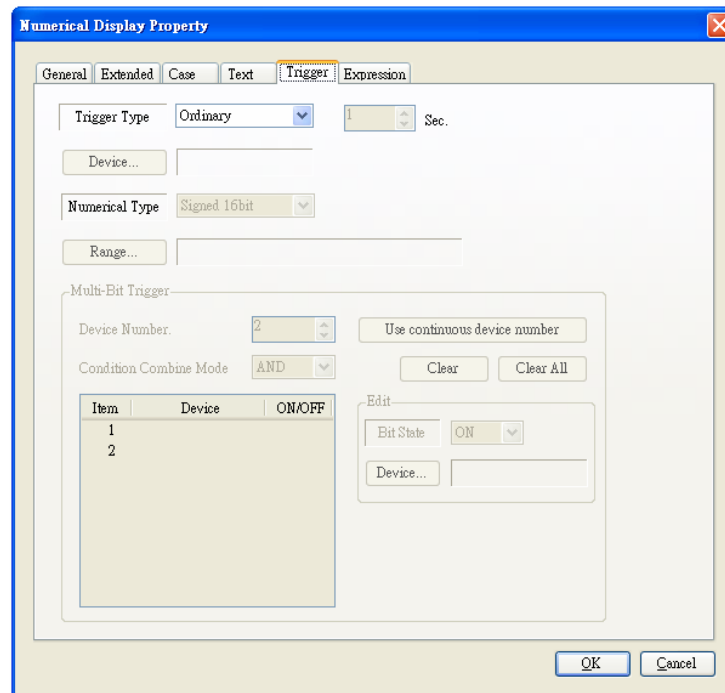 Numerical Display Property
General Extended Case Text Trigger Expression
Trigger Type Ordinary 1 Sec.
Device...
Numerical Type Signed 16bit
Range...
Multi-Bit Trigger
Device Number. 2 Use continuous device number
Condition Combine Mode AND Clear Clear All
Item Device ON/OFF
Edit
1
Bit State ON
2
Device...
OK Cancel